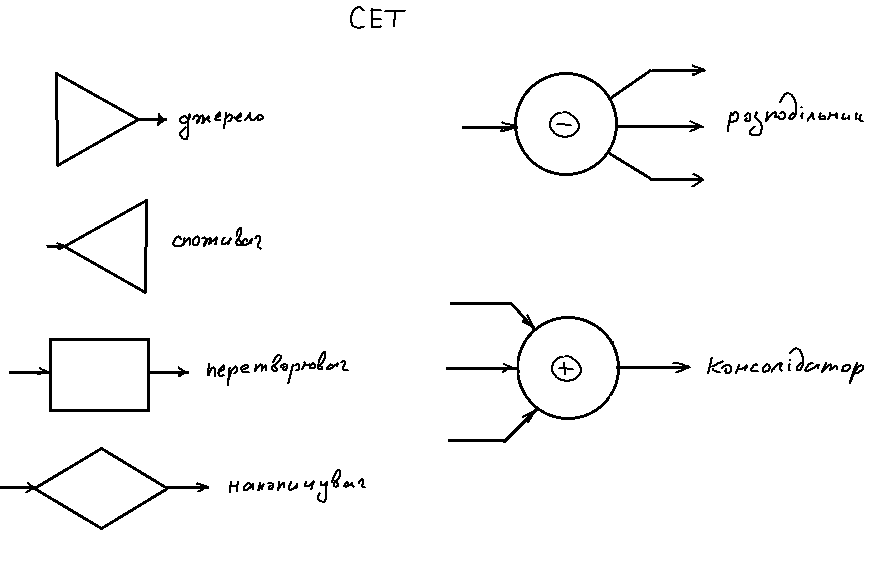 СЕТ
джерело
споживач
перетворювач
накопичувач
−
розподільник
+
консолідатор